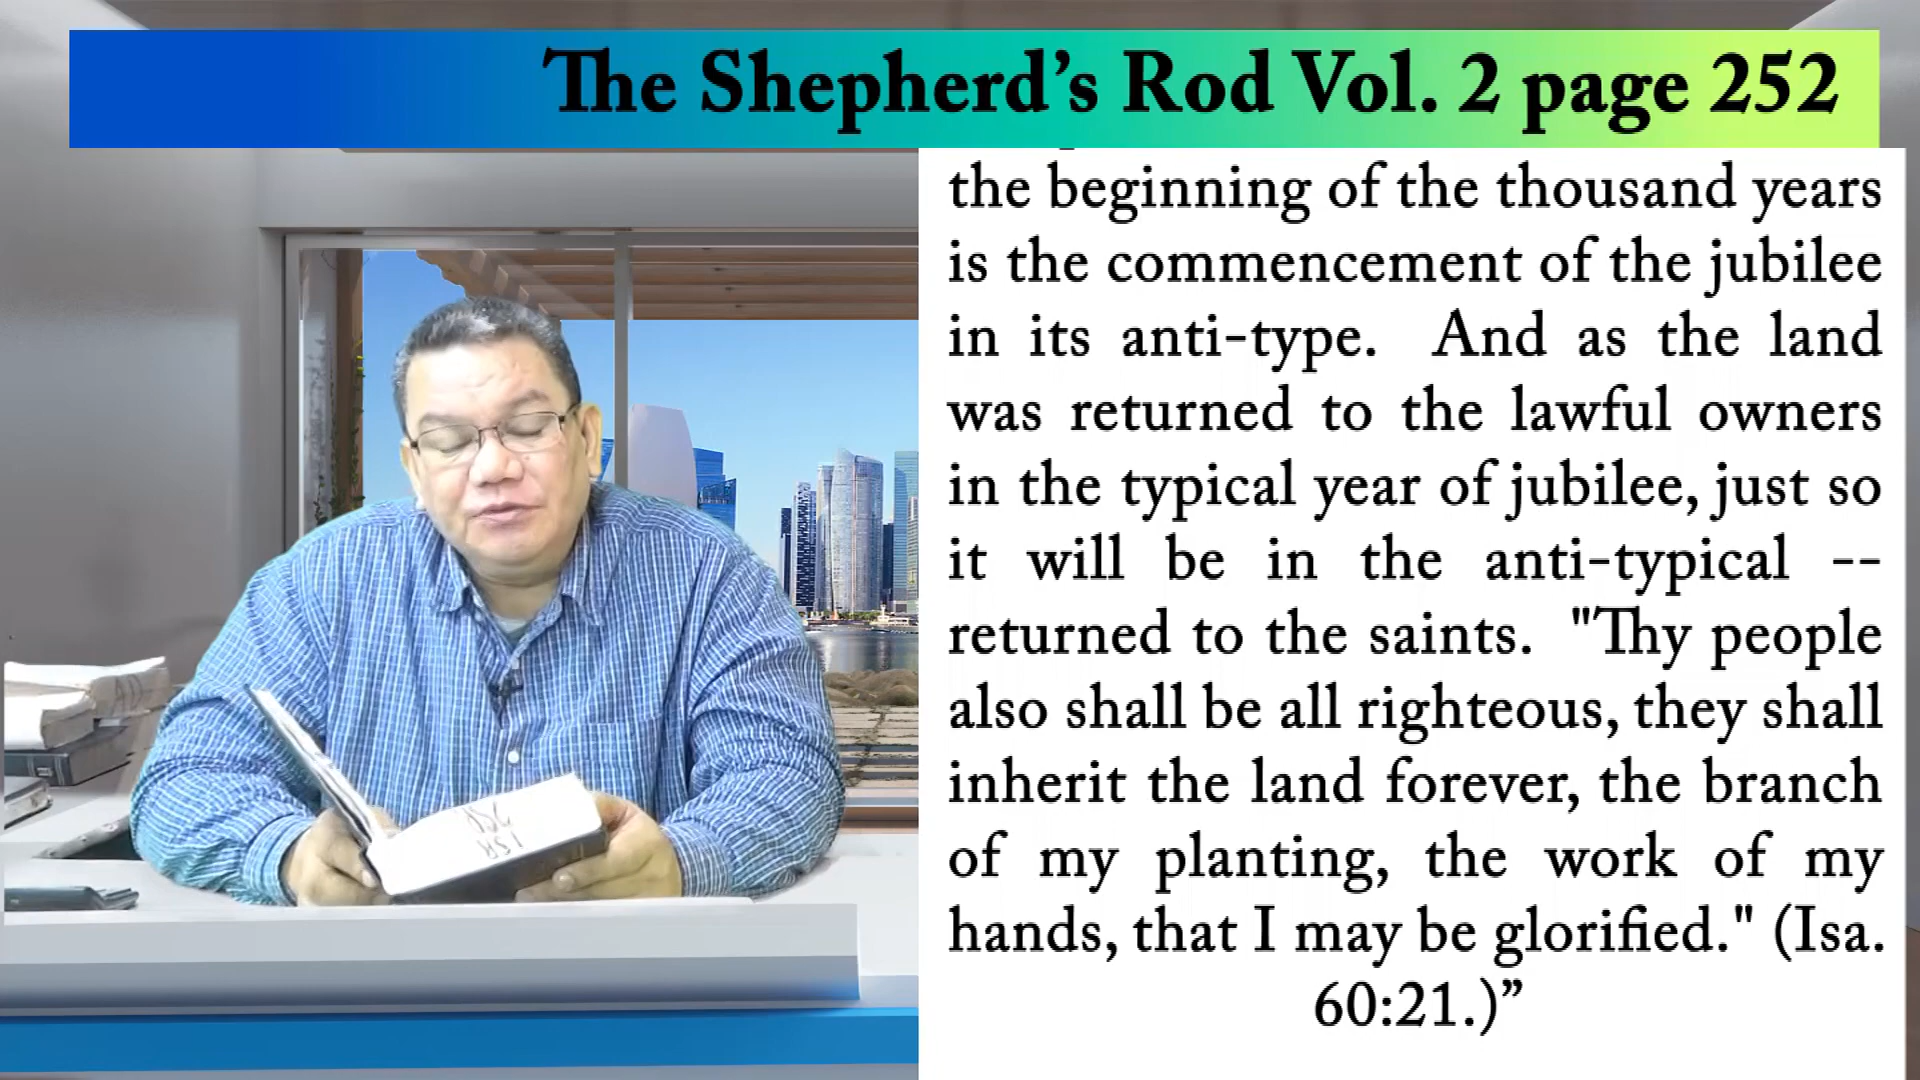 The Shepherd’s Rod Vol. 2 page 252
the beginning of the thousand years
is the commencement of the jubilee
in its anti-type. And as the land
was returned to the lawful owners
in the typical year of jubilee, just so
it will be in the anti-typical --
returned to the saints. "Thy people
also shall be all righteous, they shall
inherit the land forever, the branch
of my planting, the work of my
hands, that I may be glorified." (Isa.
60:21.)”